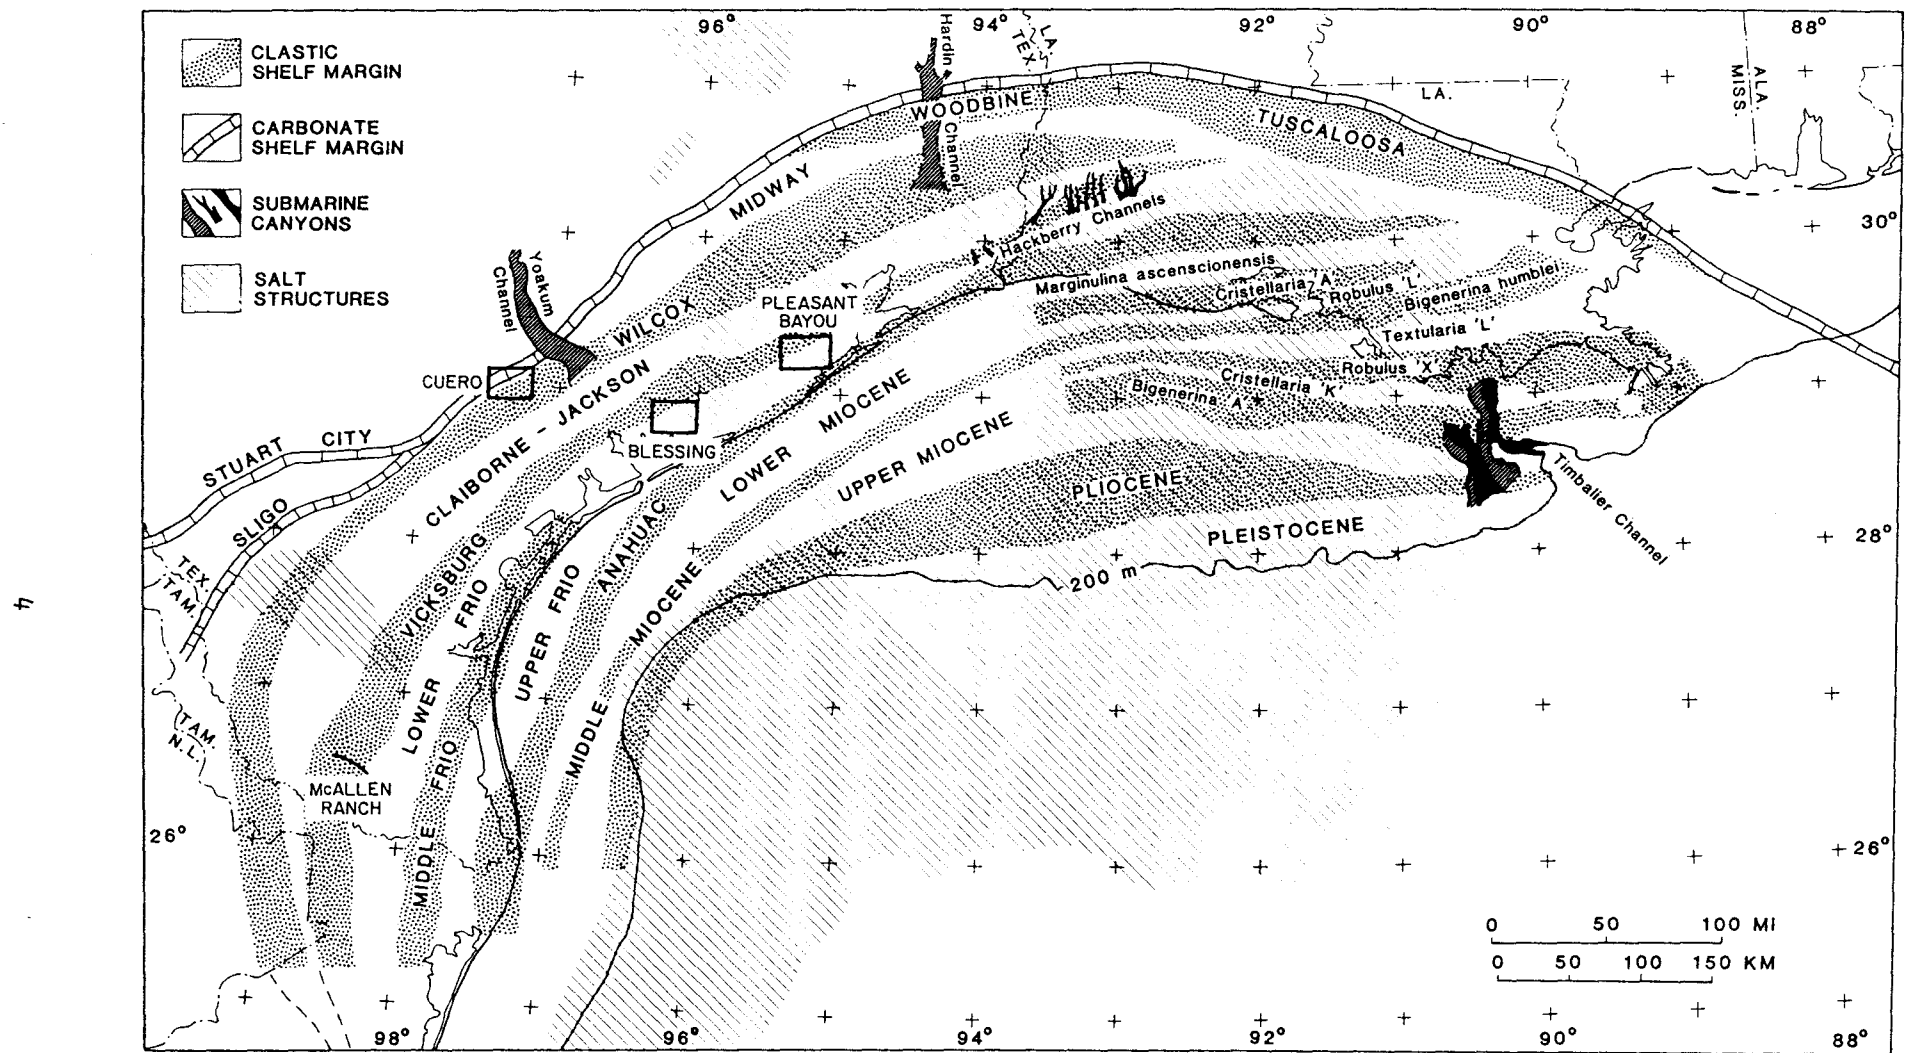 96°
94°
92°
90°
88°
Hardin
Channel
LA.
TEX.
LA.
ALA.
MISS.
CLASTIC
SHELF MARGIN
CARBONATE
SHELF MARGIN
SUBMARINE
CANYONS
SALT
STRUCTURES
WOODBINE
TUSCALOOSA
MIDWAY
30°
Hackberry Channels
Yoakum
Channel
Marginulina ascenscionensis
Cristellaria 'A'
Robulus 'L'
Bigenerina humblei
Textularia 'L'
Robulus 'X'
Cristellaria 'K'
Bigenerina 'A'
WILCOX
PLEASANT
BAYOU
CUERO
BLESSING
CLAIBORNE - JACKSON
STUART CITY
SLIGO
LOWER MIOCENE
UPPER MIOCENE
PLIOCENE
PLEISTOCENE
Timbalier Channel
28°
200 m
TEX.
TAM.
VICKSBURG
LOWER FRIO
MIDDLE FRIO
UPPER FRIO
ANAHUAC
MIDDLE MIOCENE
TAM.
N.L.
McALLEN
RANCH
26°
26°
0 50 100 MI
0 50 100 150 KM
98°
96°
94°
92°
90°
88°
4